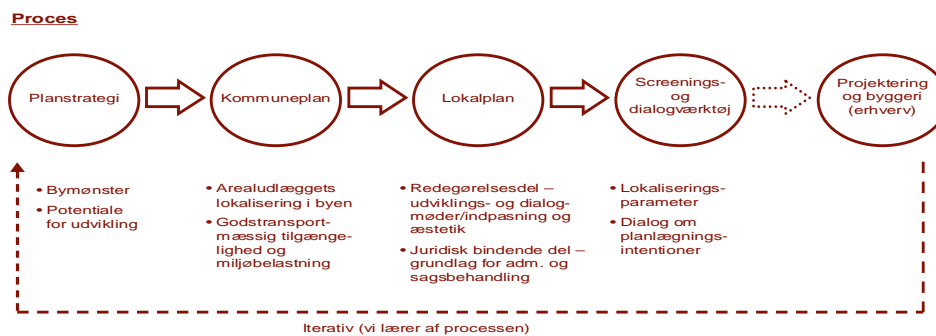 Proces
Planstrategi
Kommuneplan
Lokalplan
Screenings-
og
dialogværktøj
Projektering
og byggeri
(erhverv)
• Bymønster
• Potentiale
for udvikling
• Arealudlæggets
lokalisering i byen
• Godstransport-
mæssig tilgænge-
lighed og
miljøbelastning
• Redegørelsesdel –
udviklings- og dialog-
møder/indpasning og
æstetik
• Juridisk bindende del –
grundlag for adm. og
sagsbehandling
• Lokaliserings-
parameter
• Dialog om
planlægnings-
intentioner
Iterativ (vi lærer af processen)